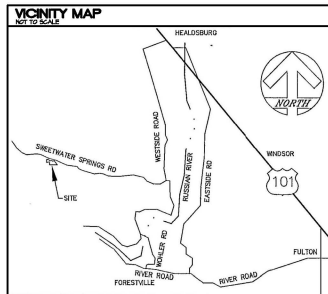 VICINITY MAP
NOT TO SCALE
HEALDSBURG
NORTH
WESTSIDE ROAD
RUSSIAN RIVER
EASTSIDE RD
SWEETWATER SPRINGS RD
WINDSOR
101
SITE
WOHLER RD
FULTON
RIVER ROAD
RIVER ROAD
FORESTVILLE